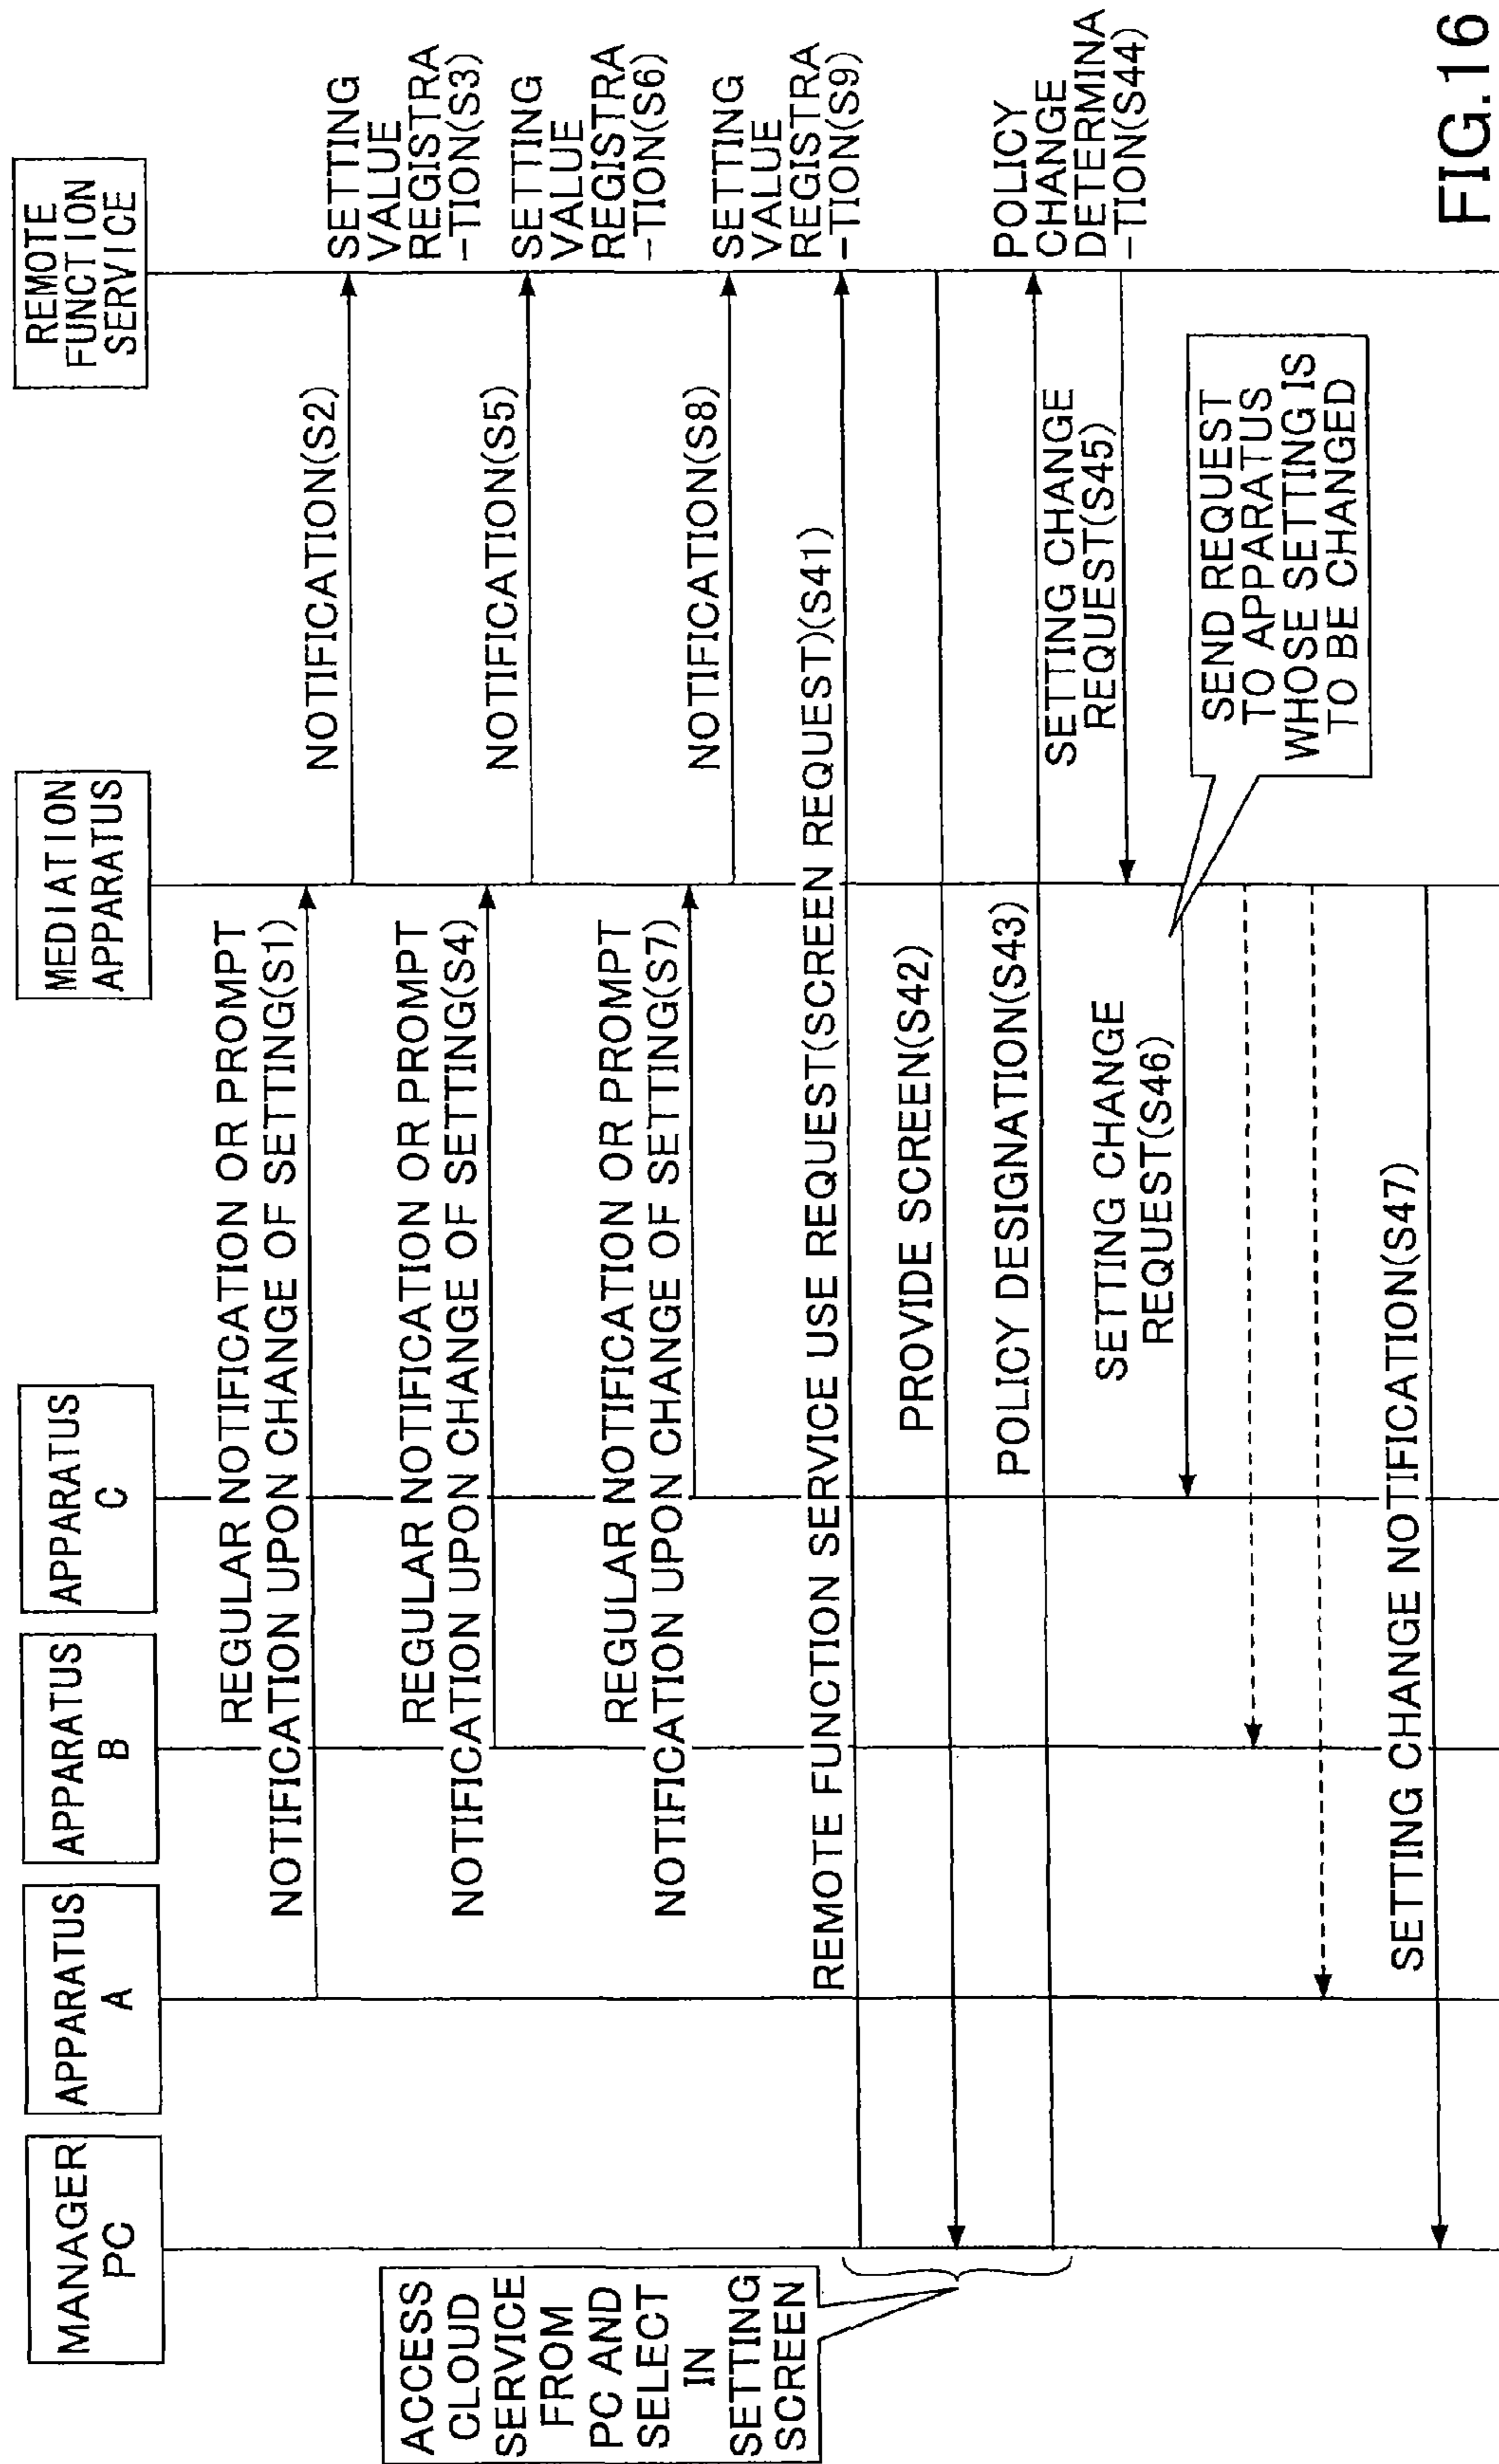 MANAGER
PC
APPARATUS
A
APPARATUS
B
APPARATUS
C
MEDIATION
APPARATUS
REMOTE
FUNCTION
SERVICE
REGULAR NOTIFICATION OR PROMPT
NOTIFICATION UPON CHANGE OF SETTING(S1)
NOTIFICATION(S2)
SETTING
VALUE
REGISTRA
-TION(S3)
REGULAR NOTIFICATION OR PROMPT
NOTIFICATION UPON CHANGE OF SETTING(S4)
NOTIFICATION(S5)
SETTING
VALUE
REGISTRA
-TION(S6)
REGULAR NOTIFICATION OR PROMPT
NOTIFICATION UPON CHANGE OF SETTING(S7)
NOTIFICATION(S8)
SETTING
VALUE
REGISTRA
-TION(S9)
ACCESS
CLOUD
SERVICE
FROM
PC AND
SELECT
IN
SETTING
SCREEN
REMOTE FUNCTION SERVICE USE REQUEST(SCREEN REQUEST)(S41)
PROVIDE SCREEN(S42)
POLICY DESIGNATION(S43)
POLICY
CHANGE
DETERMINA
-TION(S44)
SETTING CHANGE
REQUEST(S45)
SETTING CHANGE
REQUEST(S46)
SEND REQUEST
TO APPARATUS
WHOSE SETTING IS
TO BE CHANGED
SETTING CHANGE NOTIFICATION(S47)
FIG.16